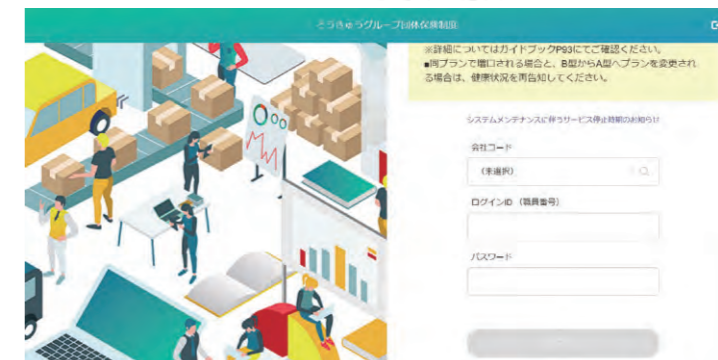 そうきゅうグループ団体保険制度
※詳細についてはガイドブックP93にてご確認ください。
■同プランで増口される場合と、B型からA型へプランを変更され
る場合は、健康状況を再告知してください。
システムメンテナンスに伴うサービス停止時期のお知らせ
会社コード
(未選択)
ログインID (職員番号)
パスワード